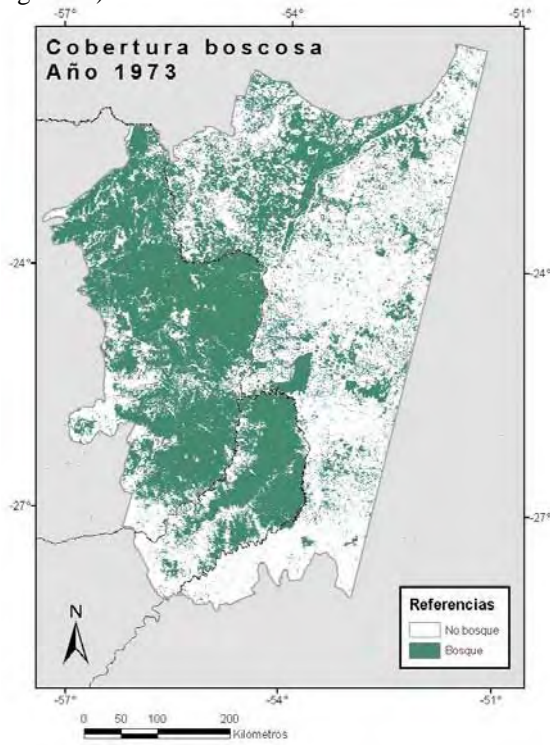 -57°
-54°
-51°
Cobertura boscosa
Año 1973
-24°
-24°
-27°
-27°
N
Referencias
No bosque
Bosque
-57°
-54°
-51°
0 50 100 200
Kilómetros